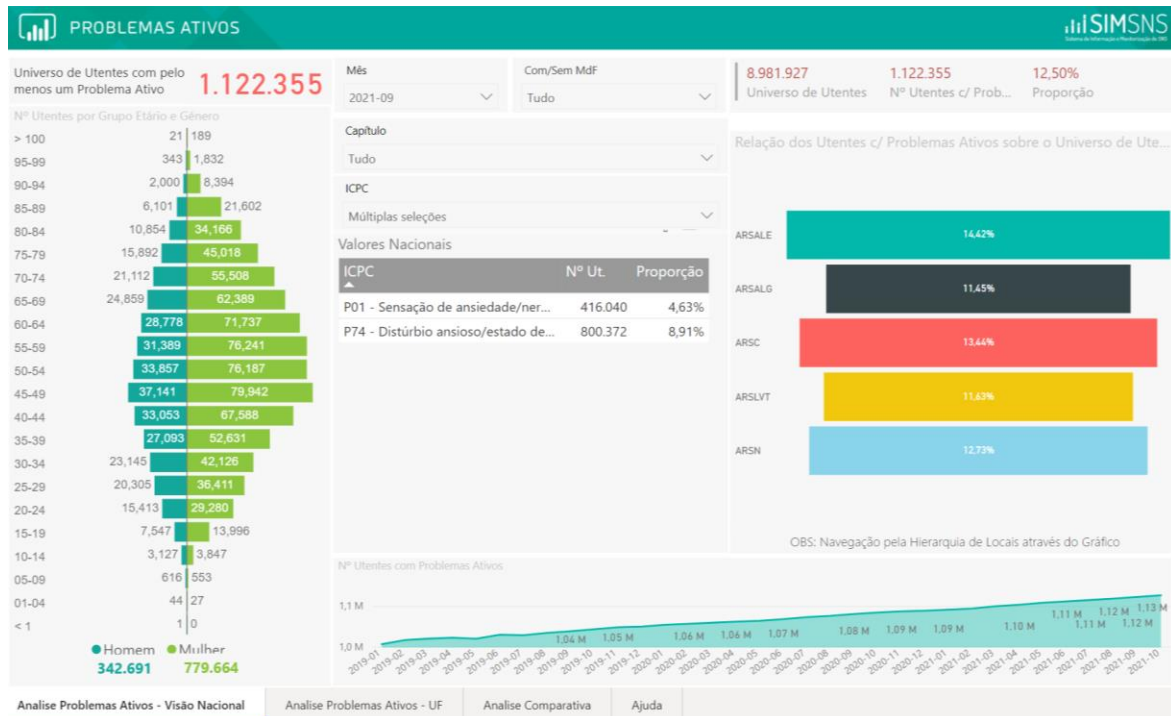 PROBLEMAS ATIVOS
SIMSNS
Sistema de Informação e Monitorização do SNS
Universo de Utentes com pelo
menos um Problema Ativo
1.122.355
Mês
2021-09
Com/Sem MdF
Tudo
8.981.927
Universo de Utentes
1.122.355
Nº Utentes c/ Prob...
12,50%
Proporção
Nº Utentes por Grupo Etário e Género
> 100 21 189
95-99 343 1,832
90-94 2,000 8,394
85-89 6,101 21,602
80-84 10,854 34,166
75-79 15,892 45,018
70-74 21,112 55,508
65-69 24,859 62,389
60-64 28,778 71,737
55-59 31,389 76,241
50-54 33,857 76,187
45-49 37,141 79,942
40-44 33,053 67,588
35-39 27,093 52,631
30-34 23,145 42,126
25-29 20,305 36,411
20-24 15,413 29,280
15-19 7,547 13,996
10-14 3,127 3,847
05-09 616 553
01-04 44 27
< 1 1 0
Homem Mulher
342.691 779.664
Capítulo
Tudo
ICPC
Múltiplas seleções
Valores Nacionais
ICPC Nº Ut. Proporção
P01 - Sensação de ansiedade/ner... 416.040 4,63%
P74 - Distúrbio ansioso/estado de... 800.372 8,91%
Relação dos Utentes c/ Problemas Ativos sobre o Universo de Ute...
ARSALE 14,42%
ARSALG 11,45%
ARSC 13,44%
ARSLVT 11,63%
ARSN 12,73%
OBS: Navegação pela Hierarquia de Locais através do Gráfico
Nº Utentes com Problemas Ativos
1,1 M
1,0 M
1,04 M 1,05 M 1,06 M 1,06 M 1,07 M 1,08 M 1,09 M 1,09 M 1,10 M 1,11 M 1,11 M 1,12 M 1,12 M 1,13 M
2019-01 2019-02 2019-03 2019-04 2019-05 2019-06 2019-07 2019-08 2019-09 2019-10 2019-11 2019-12 2020-01 2020-02 2020-03 2020-04 2020-05 2020-06 2020-07 2020-08 2020-09 2020-10 2020-11 2020-12 2021-01 2021-02 2021-03 2021-04 2021-05 2021-06 2021-07 2021-08 2021-09 2021-10
Analise Problemas Ativos - Visão Nacional
Analise Problemas Ativos - UF
Analise Comparativa
Ajuda